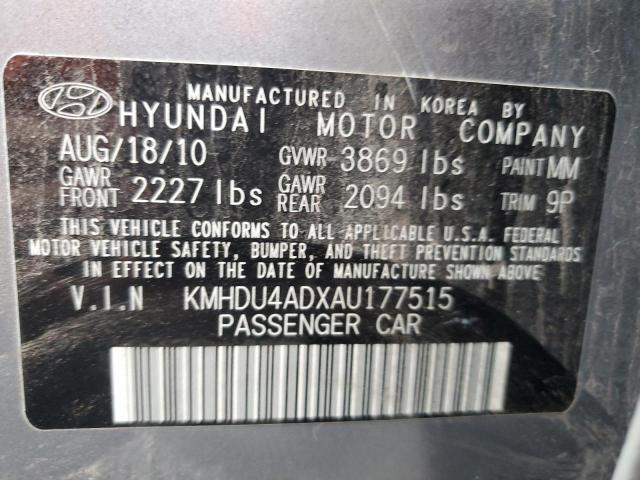 MANUFACTURED IN KOREA BY
HYUNDAI MOTOR COMPANY
AUG/18/10 GVWR 3869 lbs PAINT MM
GAWR FRONT 2227 lbs GAWR REAR 2094 lbs TRIM 9P
THIS VEHICLE CONFORMS TO ALL APPLICABLE U.S.A. FEDERAL
MOTOR VEHICLE SAFETY, BUMPER, AND THEFT PREVENTION STANDARDS
IN EFFECT ON THE DATE OF MANUFACTURE SHOWN ABOVE.
V.I.N KMHDU4ADXAU177515
PASSENGER CAR